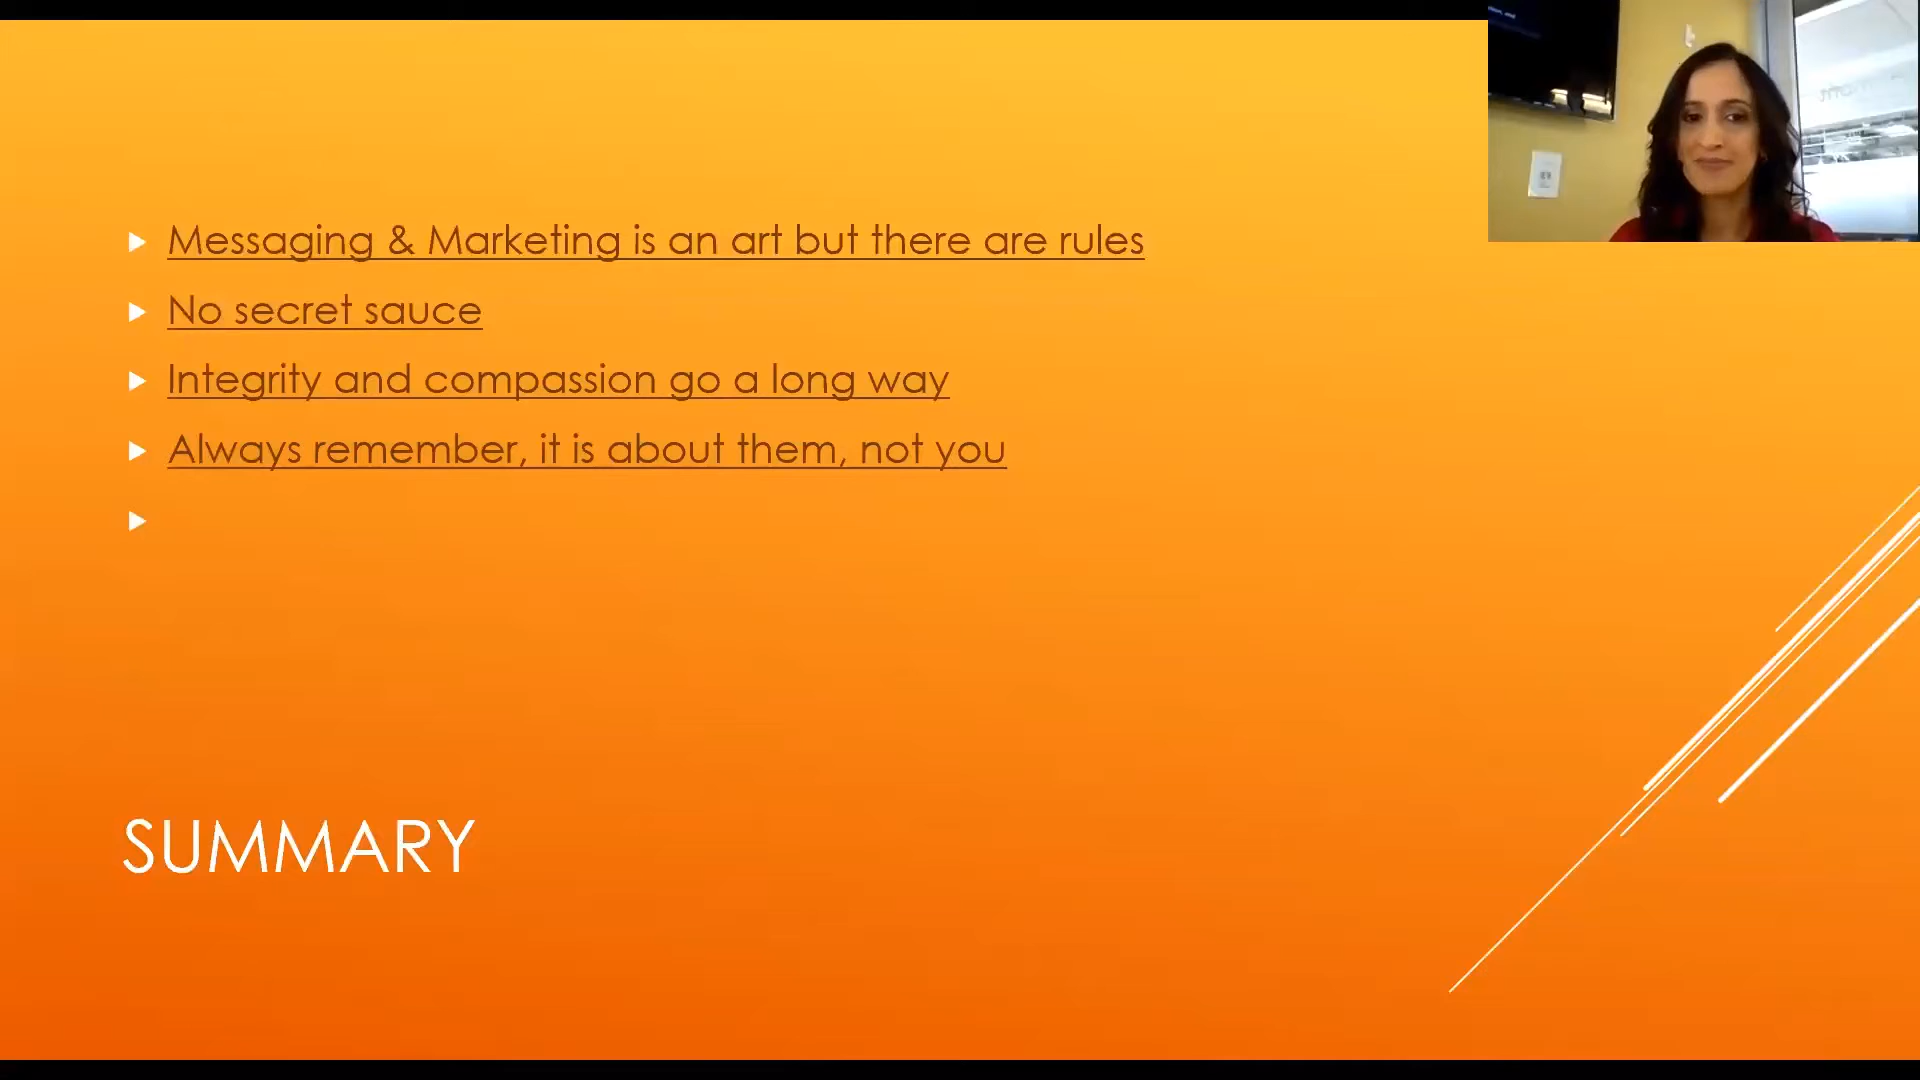 Messaging & Marketing is an art but there are rules
No secret sauce
Integrity and compassion go a long way
Always remember, it is about them, not you
SUMMARY